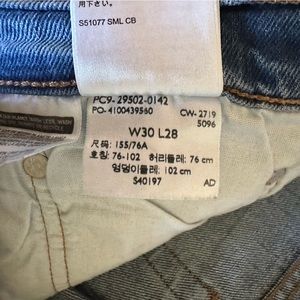 用下さい。
S51077 SML CB
PC9-29502-0142
PO-4100439560 CW-2719
5096
W30 L28
尺码: 155/76A
호칭: 76-102 허리둘레: 76 cm
엉덩이둘레: 102 cm
S40197 AD